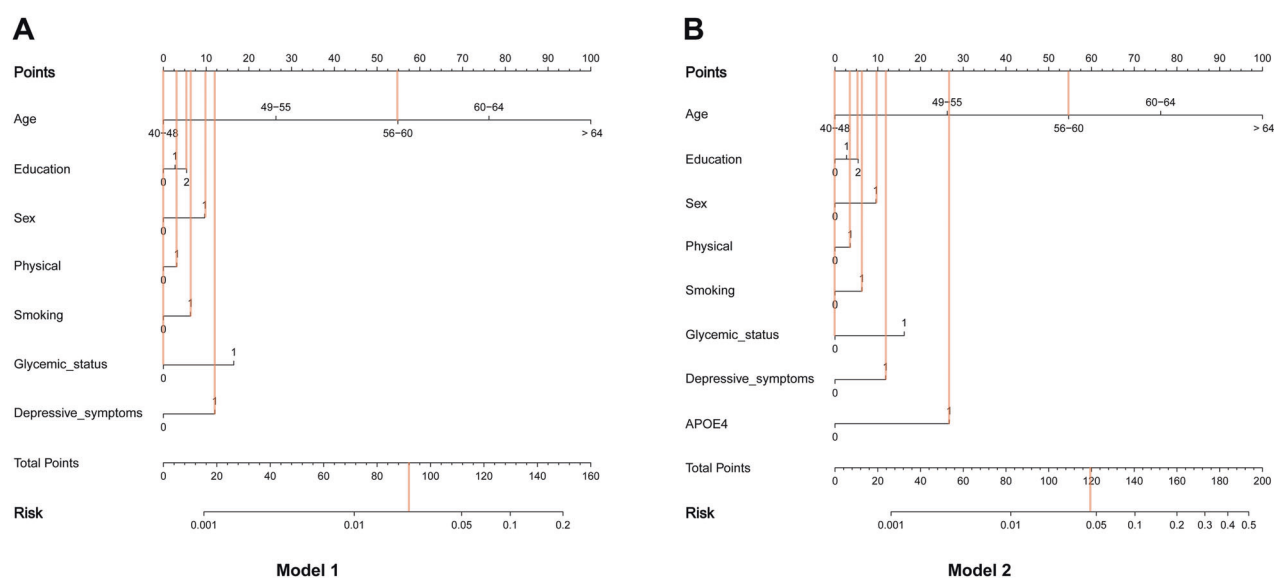 A
0 10 20 30 40 50 60 70 80 90 100
Points
49–55 60–64
Age
40–48 56–60 > 64
1
Education
0 2
1
Sex
0
1
Physical
0
1
Smoking
0
1
Glycemic_status
0
1
Depressive_symptoms
0
Total Points
0 20 40 60 80 100 120 140 160
Risk
0.001 0.01 0.05 0.1 0.2
Model 1
B
0 10 20 30 40 50 60 70 80 90 100
Points
49–55 60–64
Age
40–48 56–60 > 64
1
Education
0 2
1
Sex
0
1
Physical
0
1
Smoking
0
1
Glycemic_status
0
1
Depressive_symptoms
0
1
APOE4
0
Total Points
0 20 40 60 80 100 120 140 160 180 200
Risk
0.001 0.01 0.05 0.1 0.2 0.3 0.4 0.5
Model 2